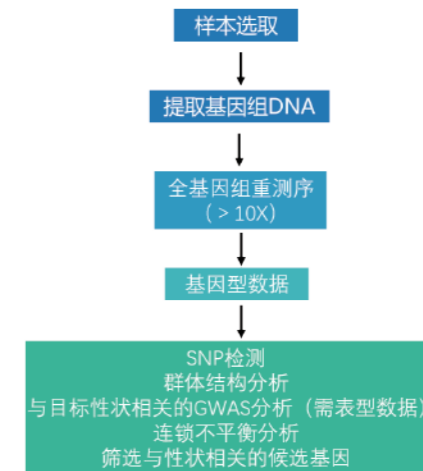 样本选取
提取基因组DNA
全基因组重测序
（ > 10X）
基因型数据
SNP检测
群体结构分析
与目标性状相关的GWAS分析（需表型数据）
连锁不平衡分析
筛选与性状相关的候选基因